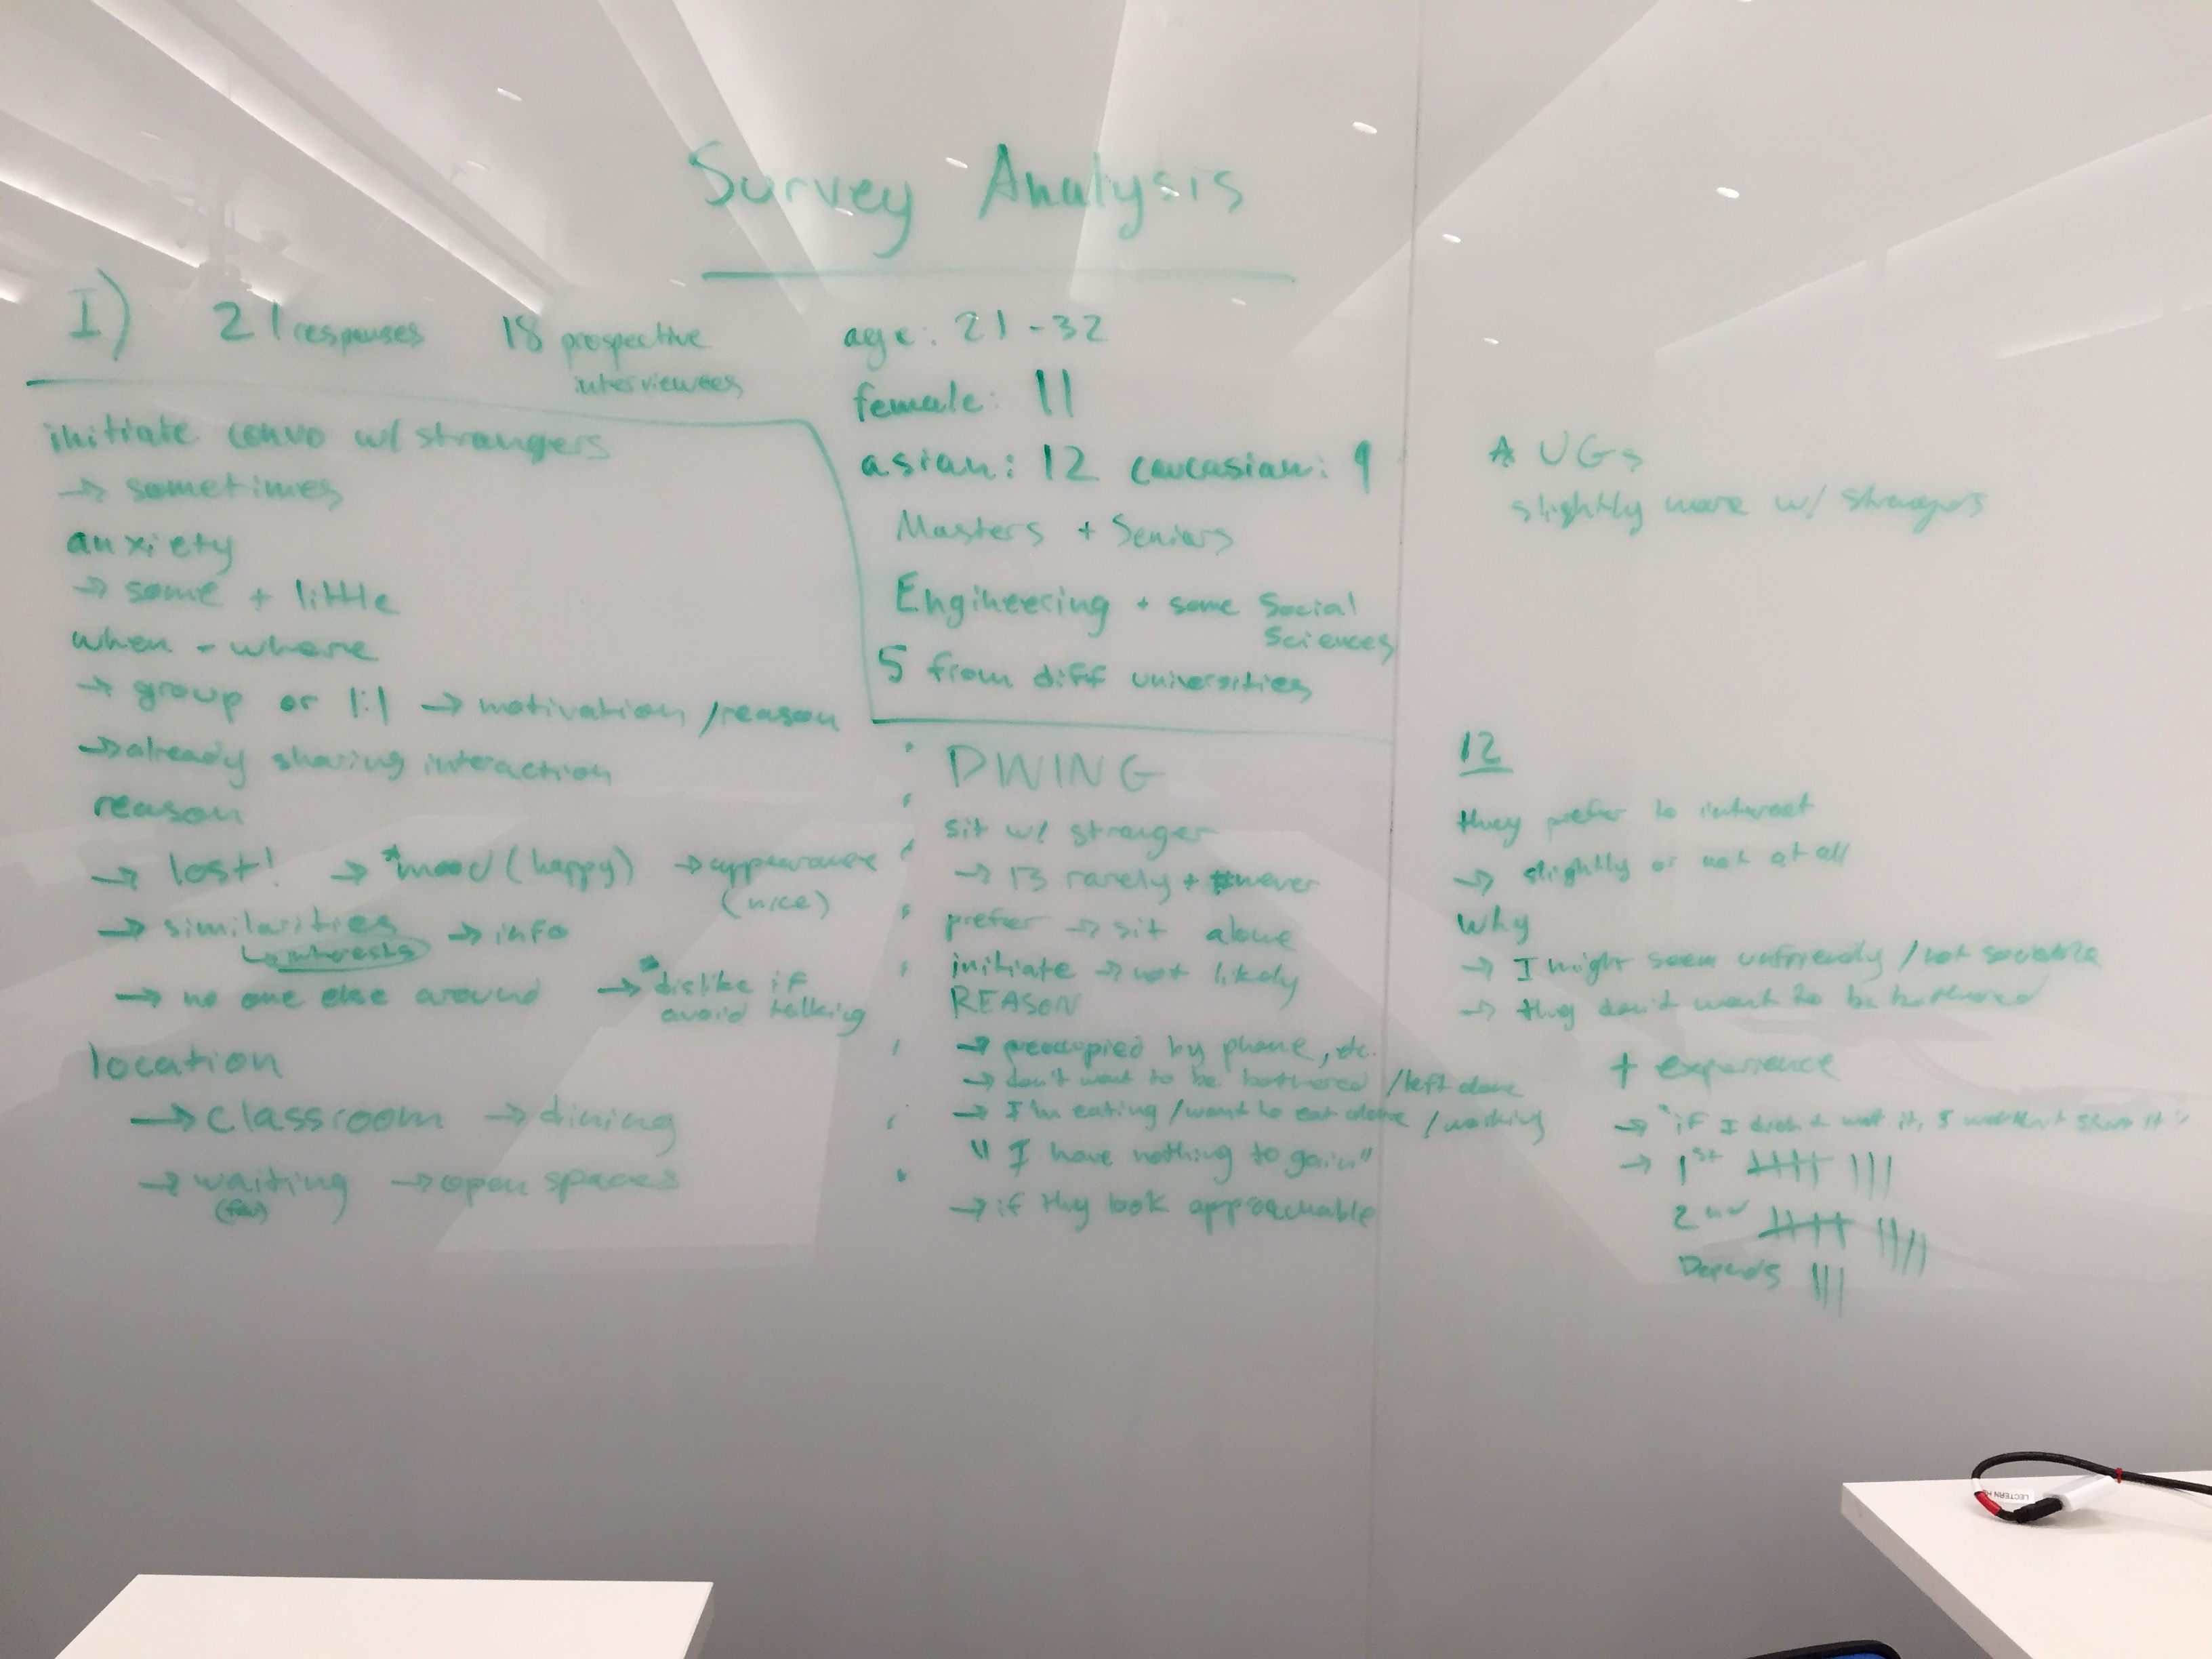 Survey Analysis
I) 21 responses 18 prospective
interviewees
initiate convo w/ strangers
→ sometimes
anxiety
→ some + little
when - where
→ group or 1:1 → motivation / reason
→ already sharing interaction
reason
→ lost! → *mood (happy) → appearance
(nice)
→ similarities → info
↳ interests
→ no one else around → *dislike if
avoid talking
location
→ classroom → dining
→ waiting → open spaces
(few)
age: 21 - 32
female: 11
asian: 12 caucasian: 9
Masters + Seniors
Engineering + some Social
Sciences
5 from diff universities
DINING
sit w/ stranger
→ 13 rarely + never
prefer → sit alone
initiate → not likely
REASON
→ preoccupied by phone, etc.
→ don't want to be bothered / left alone
→ I'm eating / want to eat alone / working
"I have nothing to gain"
→ if they look approachable
* UGs
slightly more w/ strangers
12
they prefer to interact
→ slightly or not at all
why
→ I might seem unfriendly / not sociable
→ they don't want to be bothered
+ experience
→ "if I didn't want it, I wouldn't share it"
→ 1st |||| |||
2nd |||| ||||
Depends |||